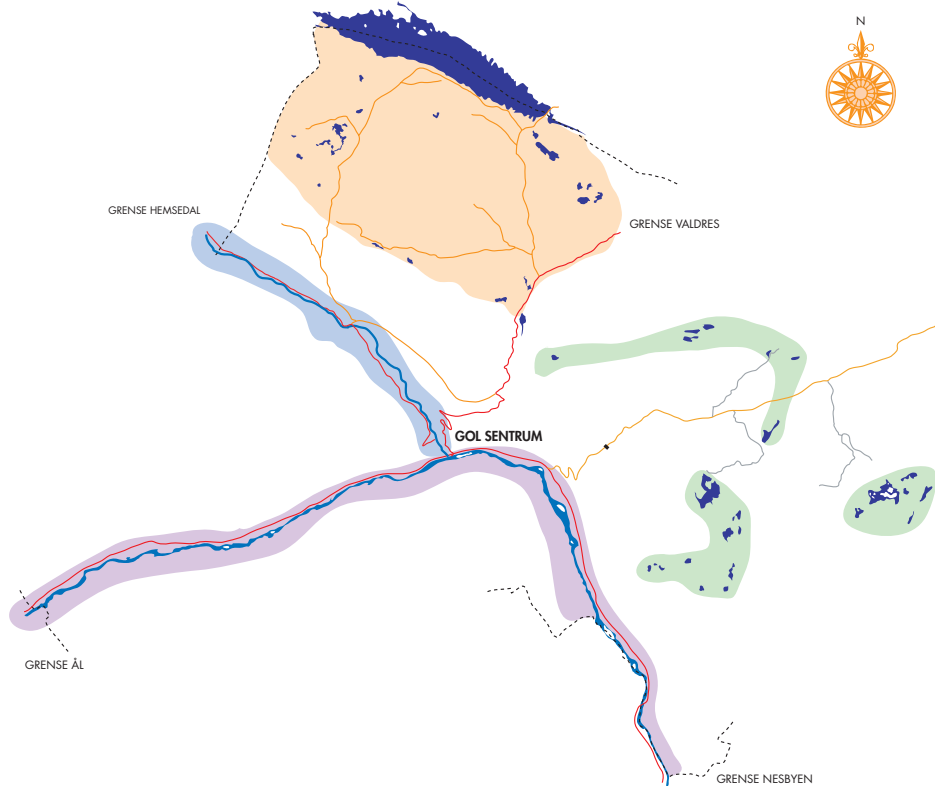 N
GRENSE HEMSEDAL
GRENSE VALDRES
GOL SENTRUM
GRENSE ÅL
GRENSE NESBYEN